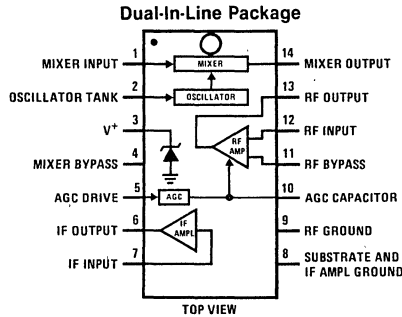 Dual-In-Line Package
MIXER INPUT 1 MIXER 14 MIXER OUTPUT
OSCILLATOR TANK 2 OSCILLATOR 13 RF OUTPUT
V+ 3 12 RF INPUT
RF AMP
MIXER BYPASS 4 11 RF BYPASS
AGC DRIVE 5 AGC 10 AGC CAPACITOR
IF OUTPUT 6 IF AMPL 9 RF GROUND
IF INPUT 7 8 SUBSTRATE AND IF AMPL GROUND
TOP VIEW